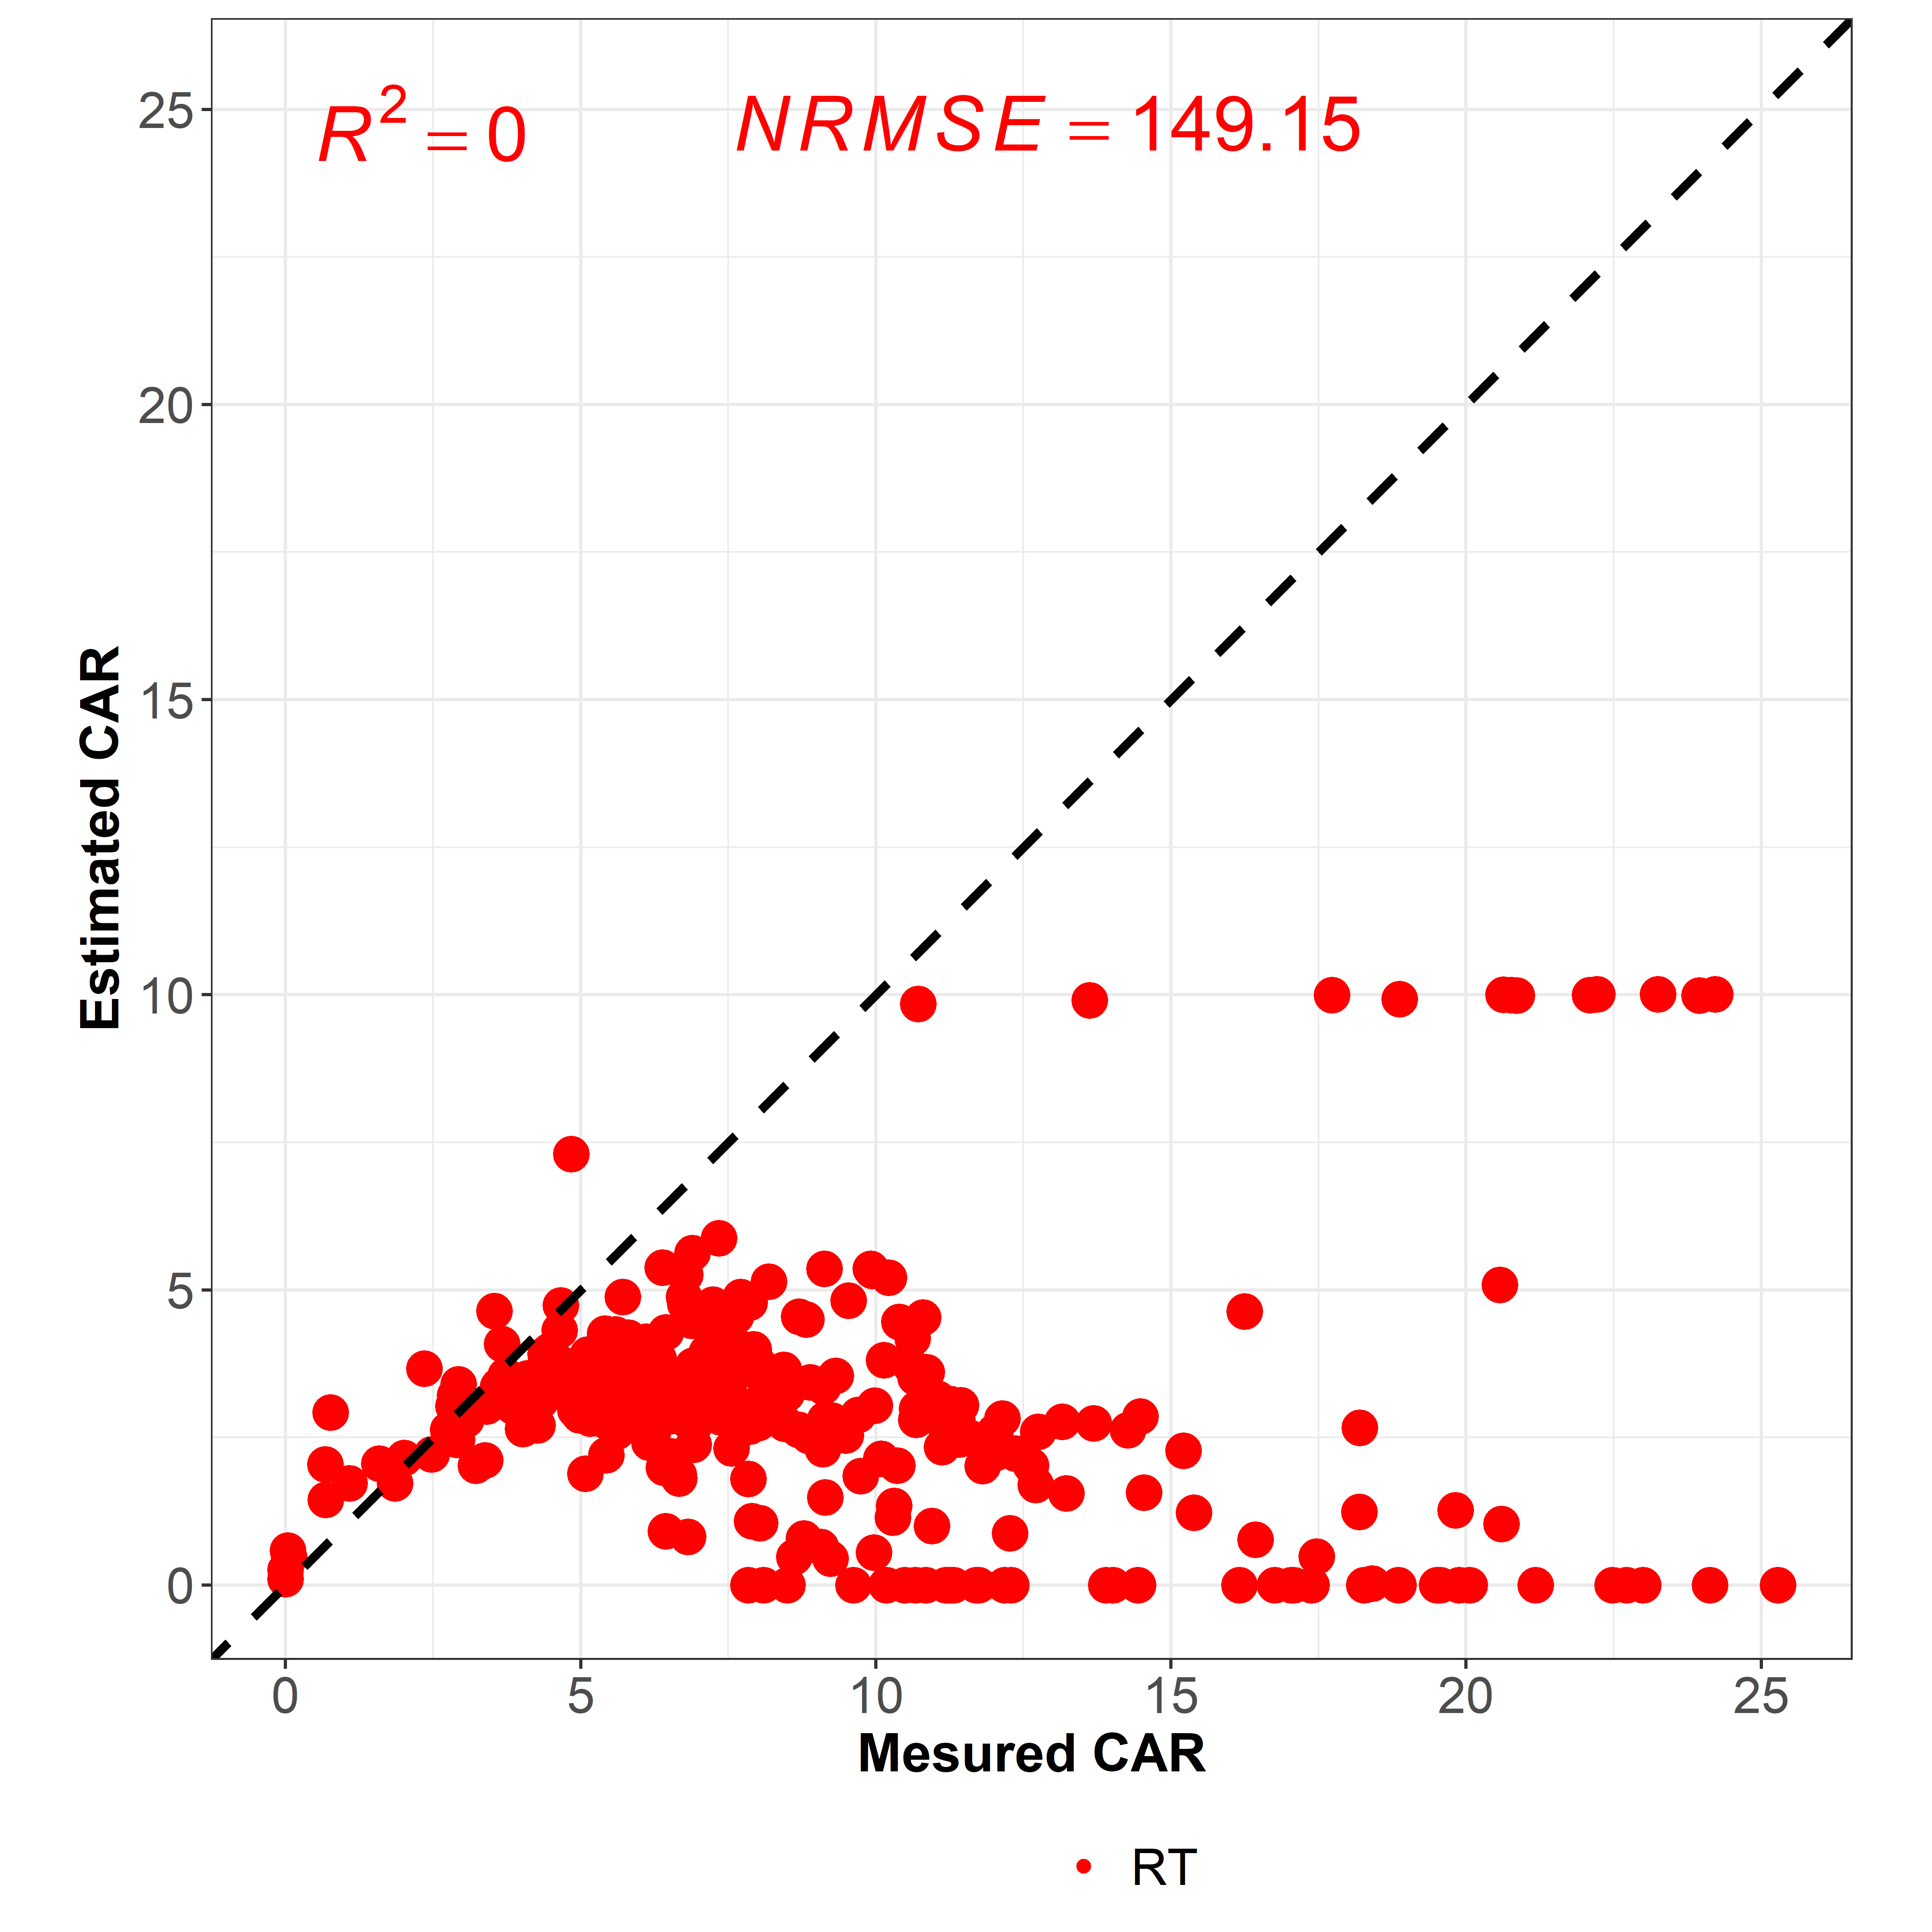 R² = 0
NRMSE = 149.15
25
20
15
10
5
0
Estimated CAR
0 5 10 15 20 25
Mesured CAR
RT